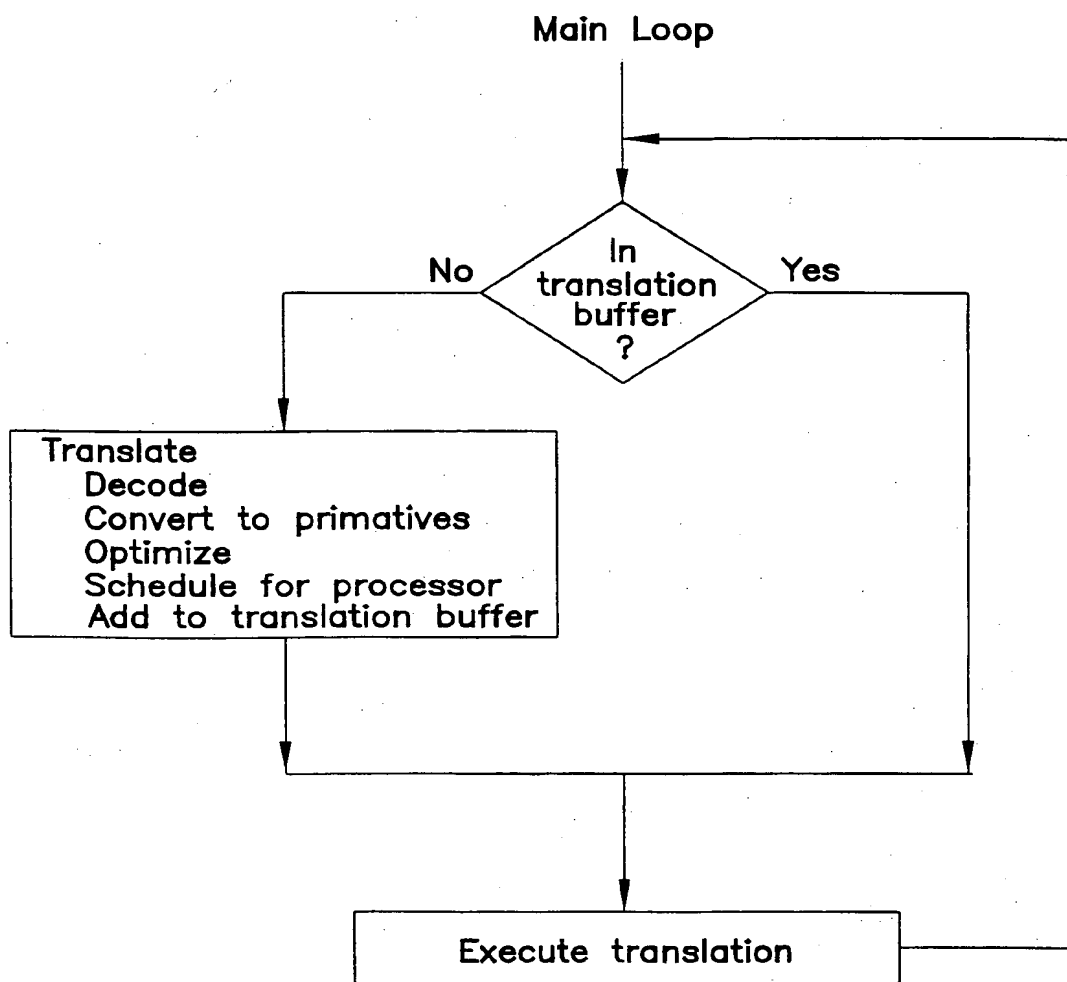 Main Loop
In
translation
buffer
?
No
Yes
Translate
Decode
Convert to primatives
Optimize
Schedule for processor
Add to translation buffer
Execute translation